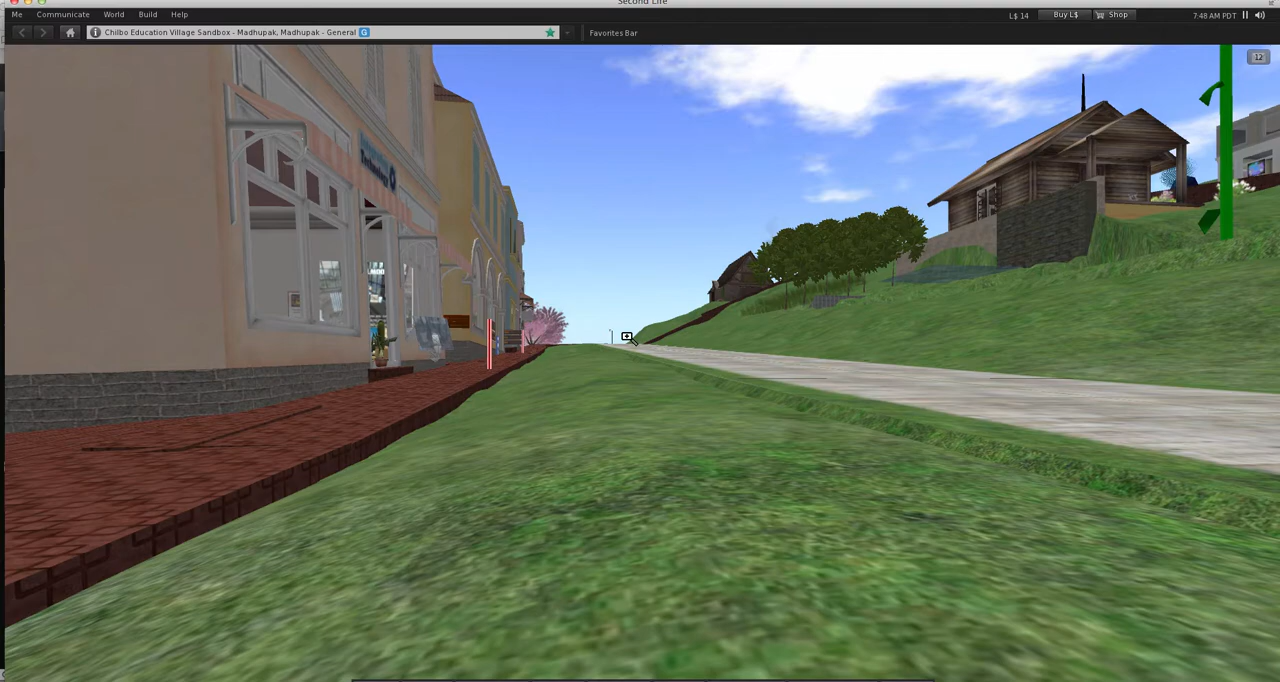 Second Life
Me Communicate World Build Help L$ 14 Buy L$ Shop 7:48 AM PDT
Chilbo Education Village Sandbox - Madhupak, Madhupak - General G Favorites Bar
12
Technology